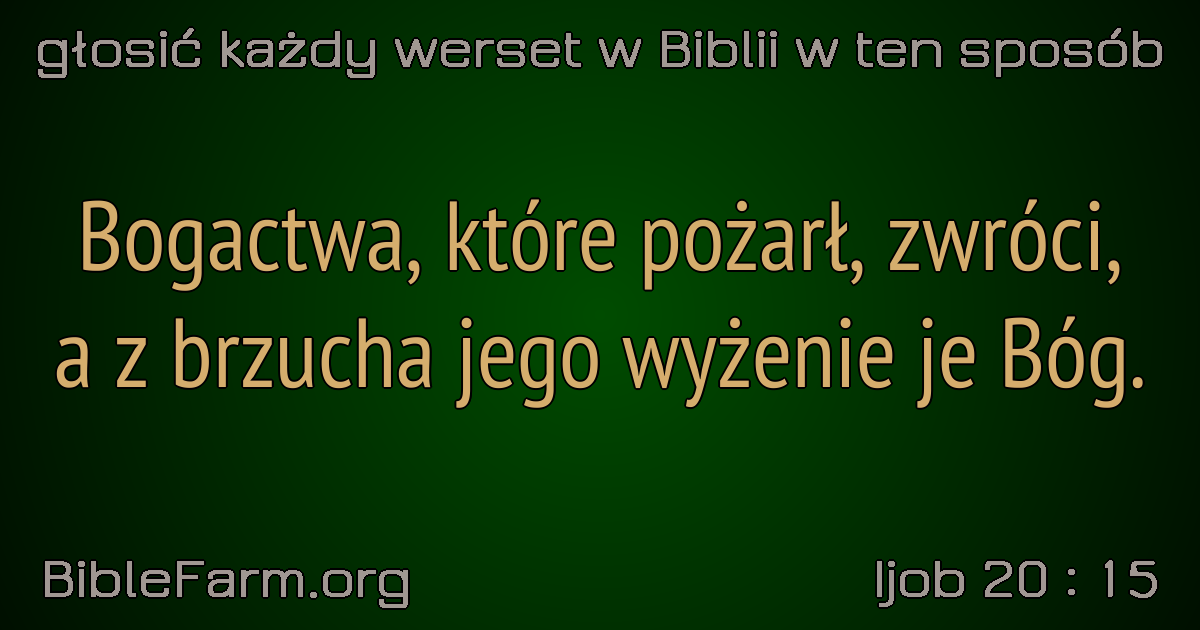 głosić każdy werset w Biblii w ten sposób
Bogactwa, które pożarł, zwróci,
a z brzucha jego wyżenie je Bóg.
BibleFarm.org
Ijob 20 : 15